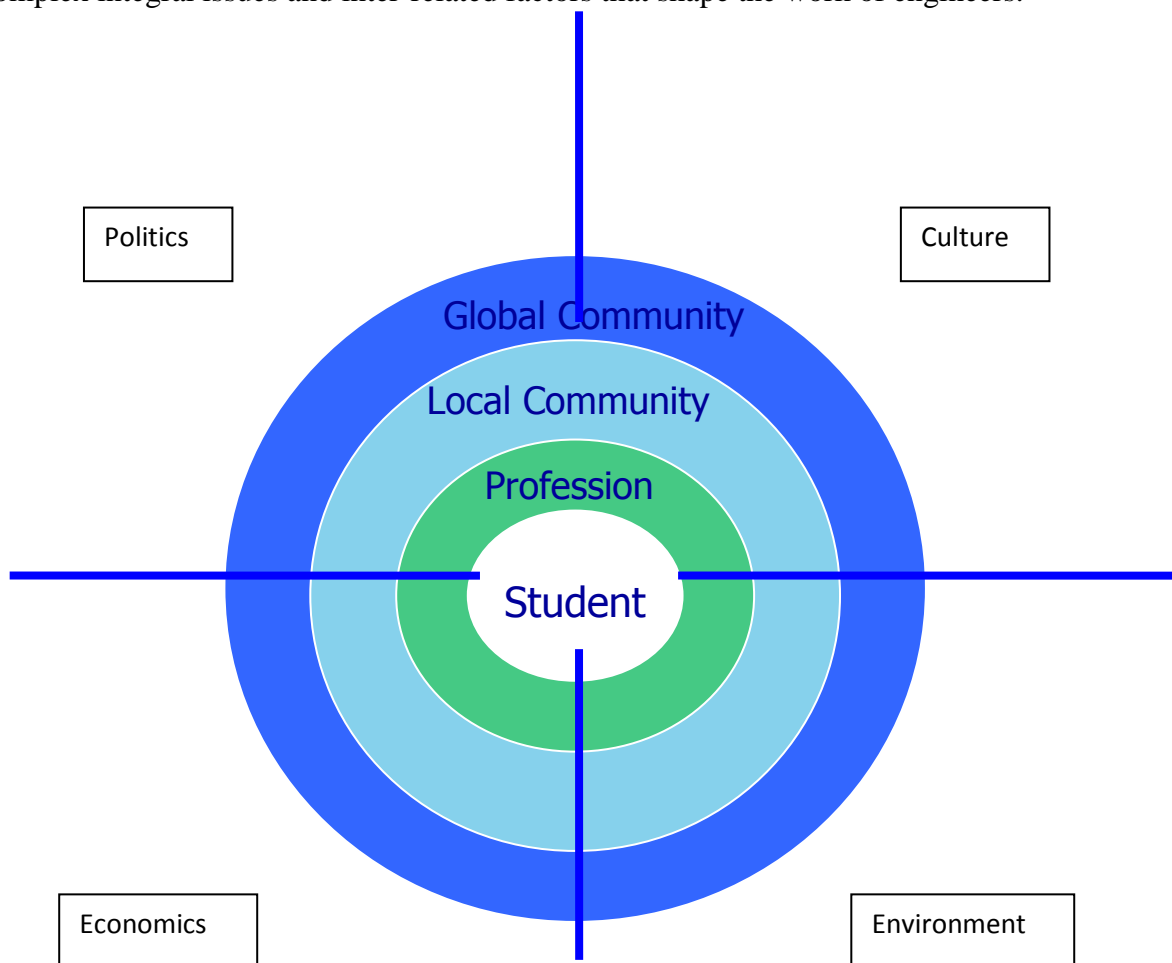 complex integral issues and inter-related factors that shape the work of engineers.
Politics
Culture
Global Community
Local Community
Profession
Student
Economics
Environment